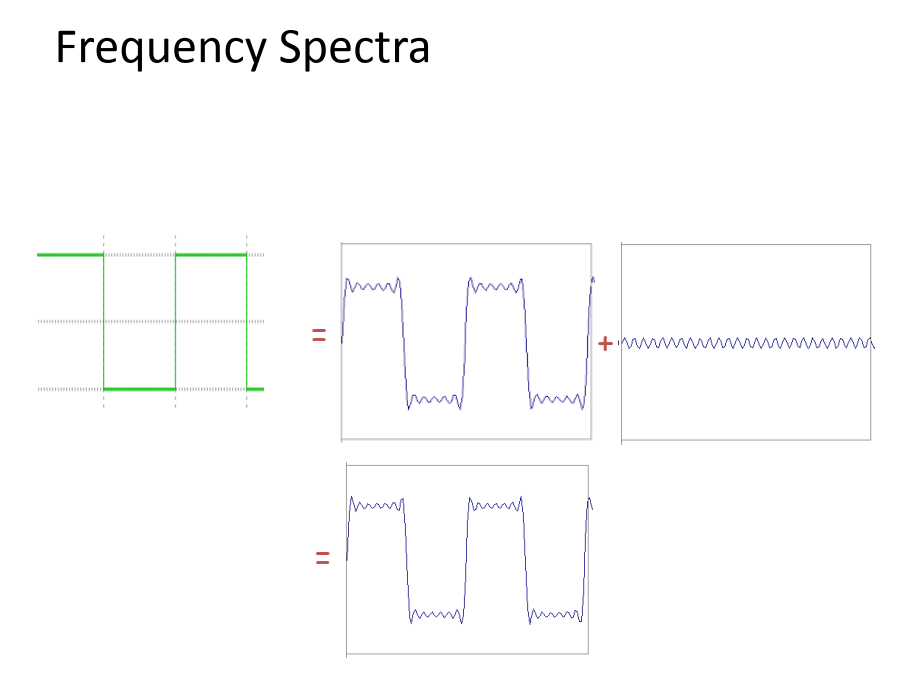 Frequency Spectra
=
+
=